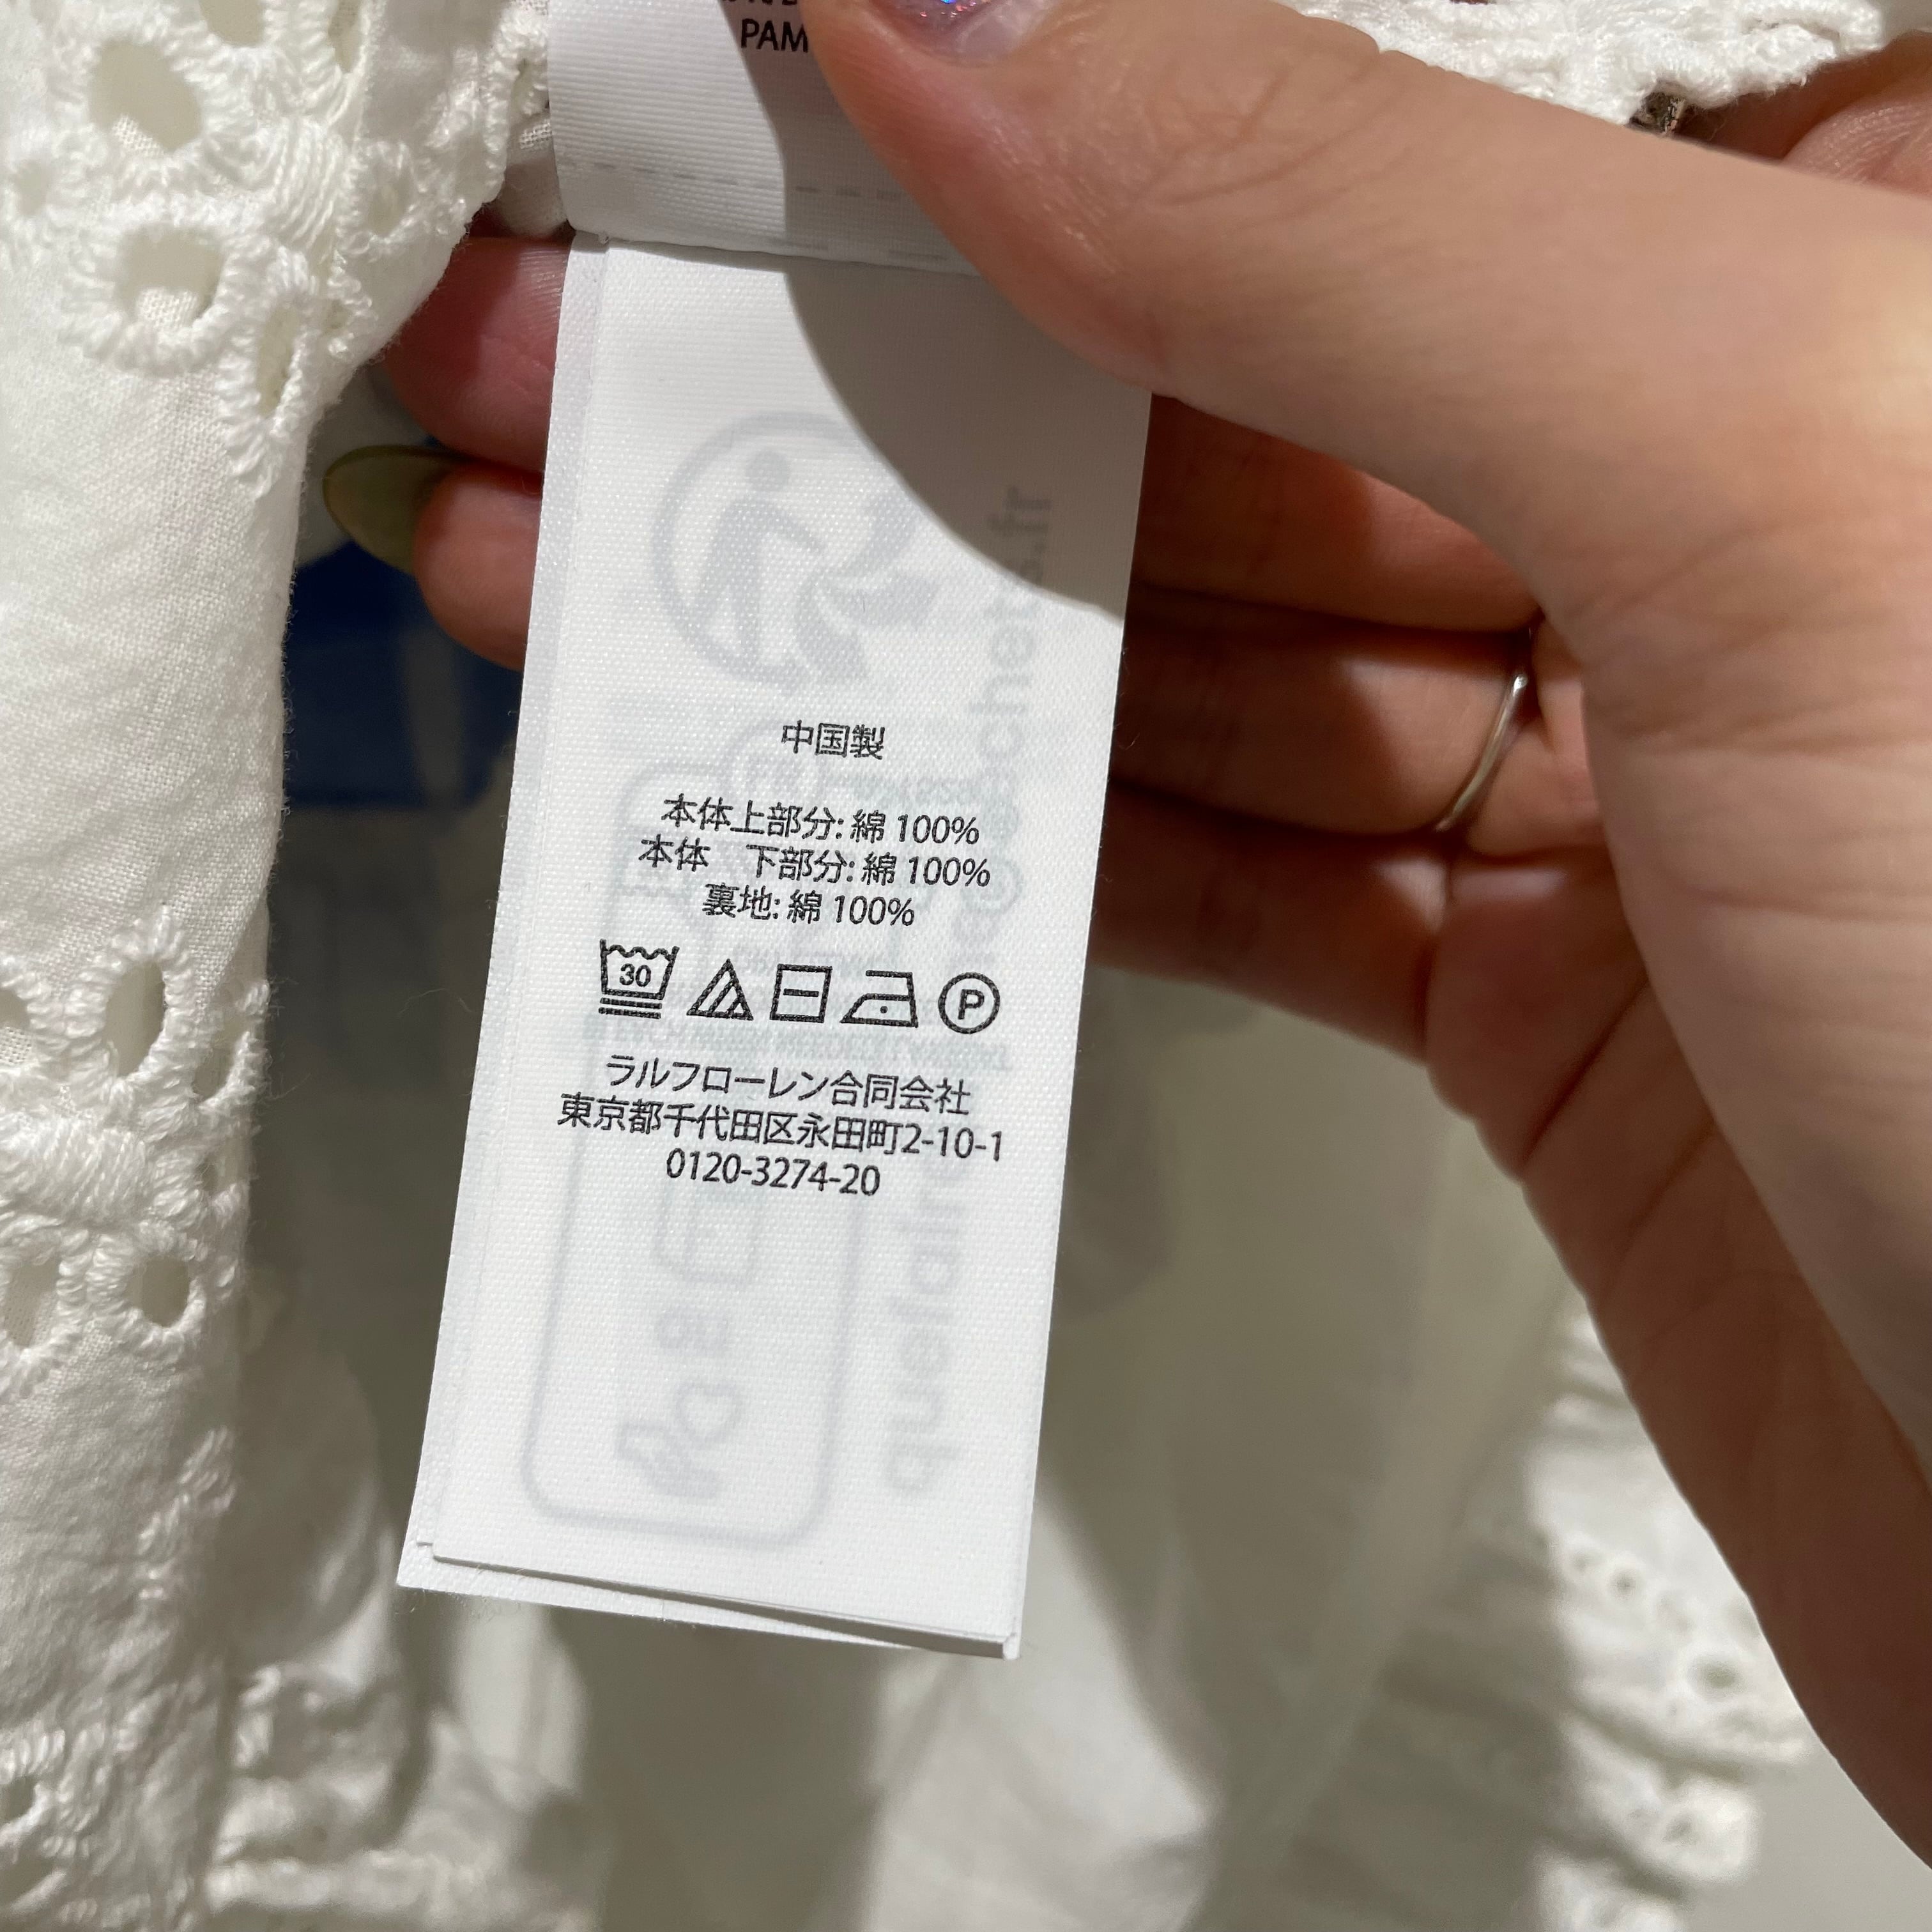 PAM
中国製
本体上部分: 綿 100%
本体 下部分: 綿 100%
裏地: 綿 100%
30
P
ラルフローレン合同会社
東京都千代田区永田町2-10-1
0120-3274-20